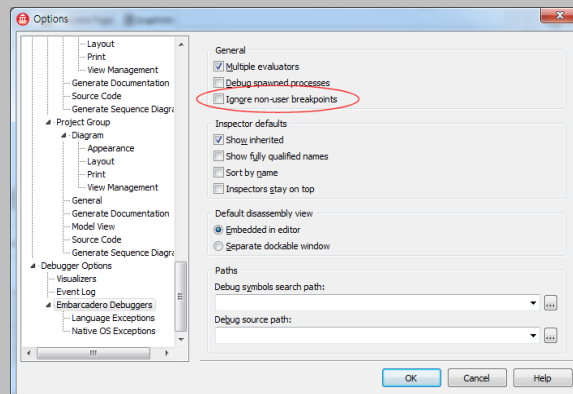 Options
Layout
Print
View Management
Generate Documentation
Source Code
Generate Sequence Diagra
Project Group
Diagram
Appearance
Layout
Print
View Management
General
Generate Documentation
Model View
Source Code
Generate Sequence Diagra
Debugger Options
Visualizers
Event Log
Embarcadero Debuggers
Language Exceptions
Native OS Exceptions
General
Multiple evaluators
Debug spawned processes
Ignore non-user breakpoints
Inspector defaults
Show inherited
Show fully qualified names
Sort by name
Inspectors stay on top
Default disassembly view
Embedded in editor
Separate dockable window
Paths
Debug symbols search path:
...
Debug source path:
...
OK Cancel Help